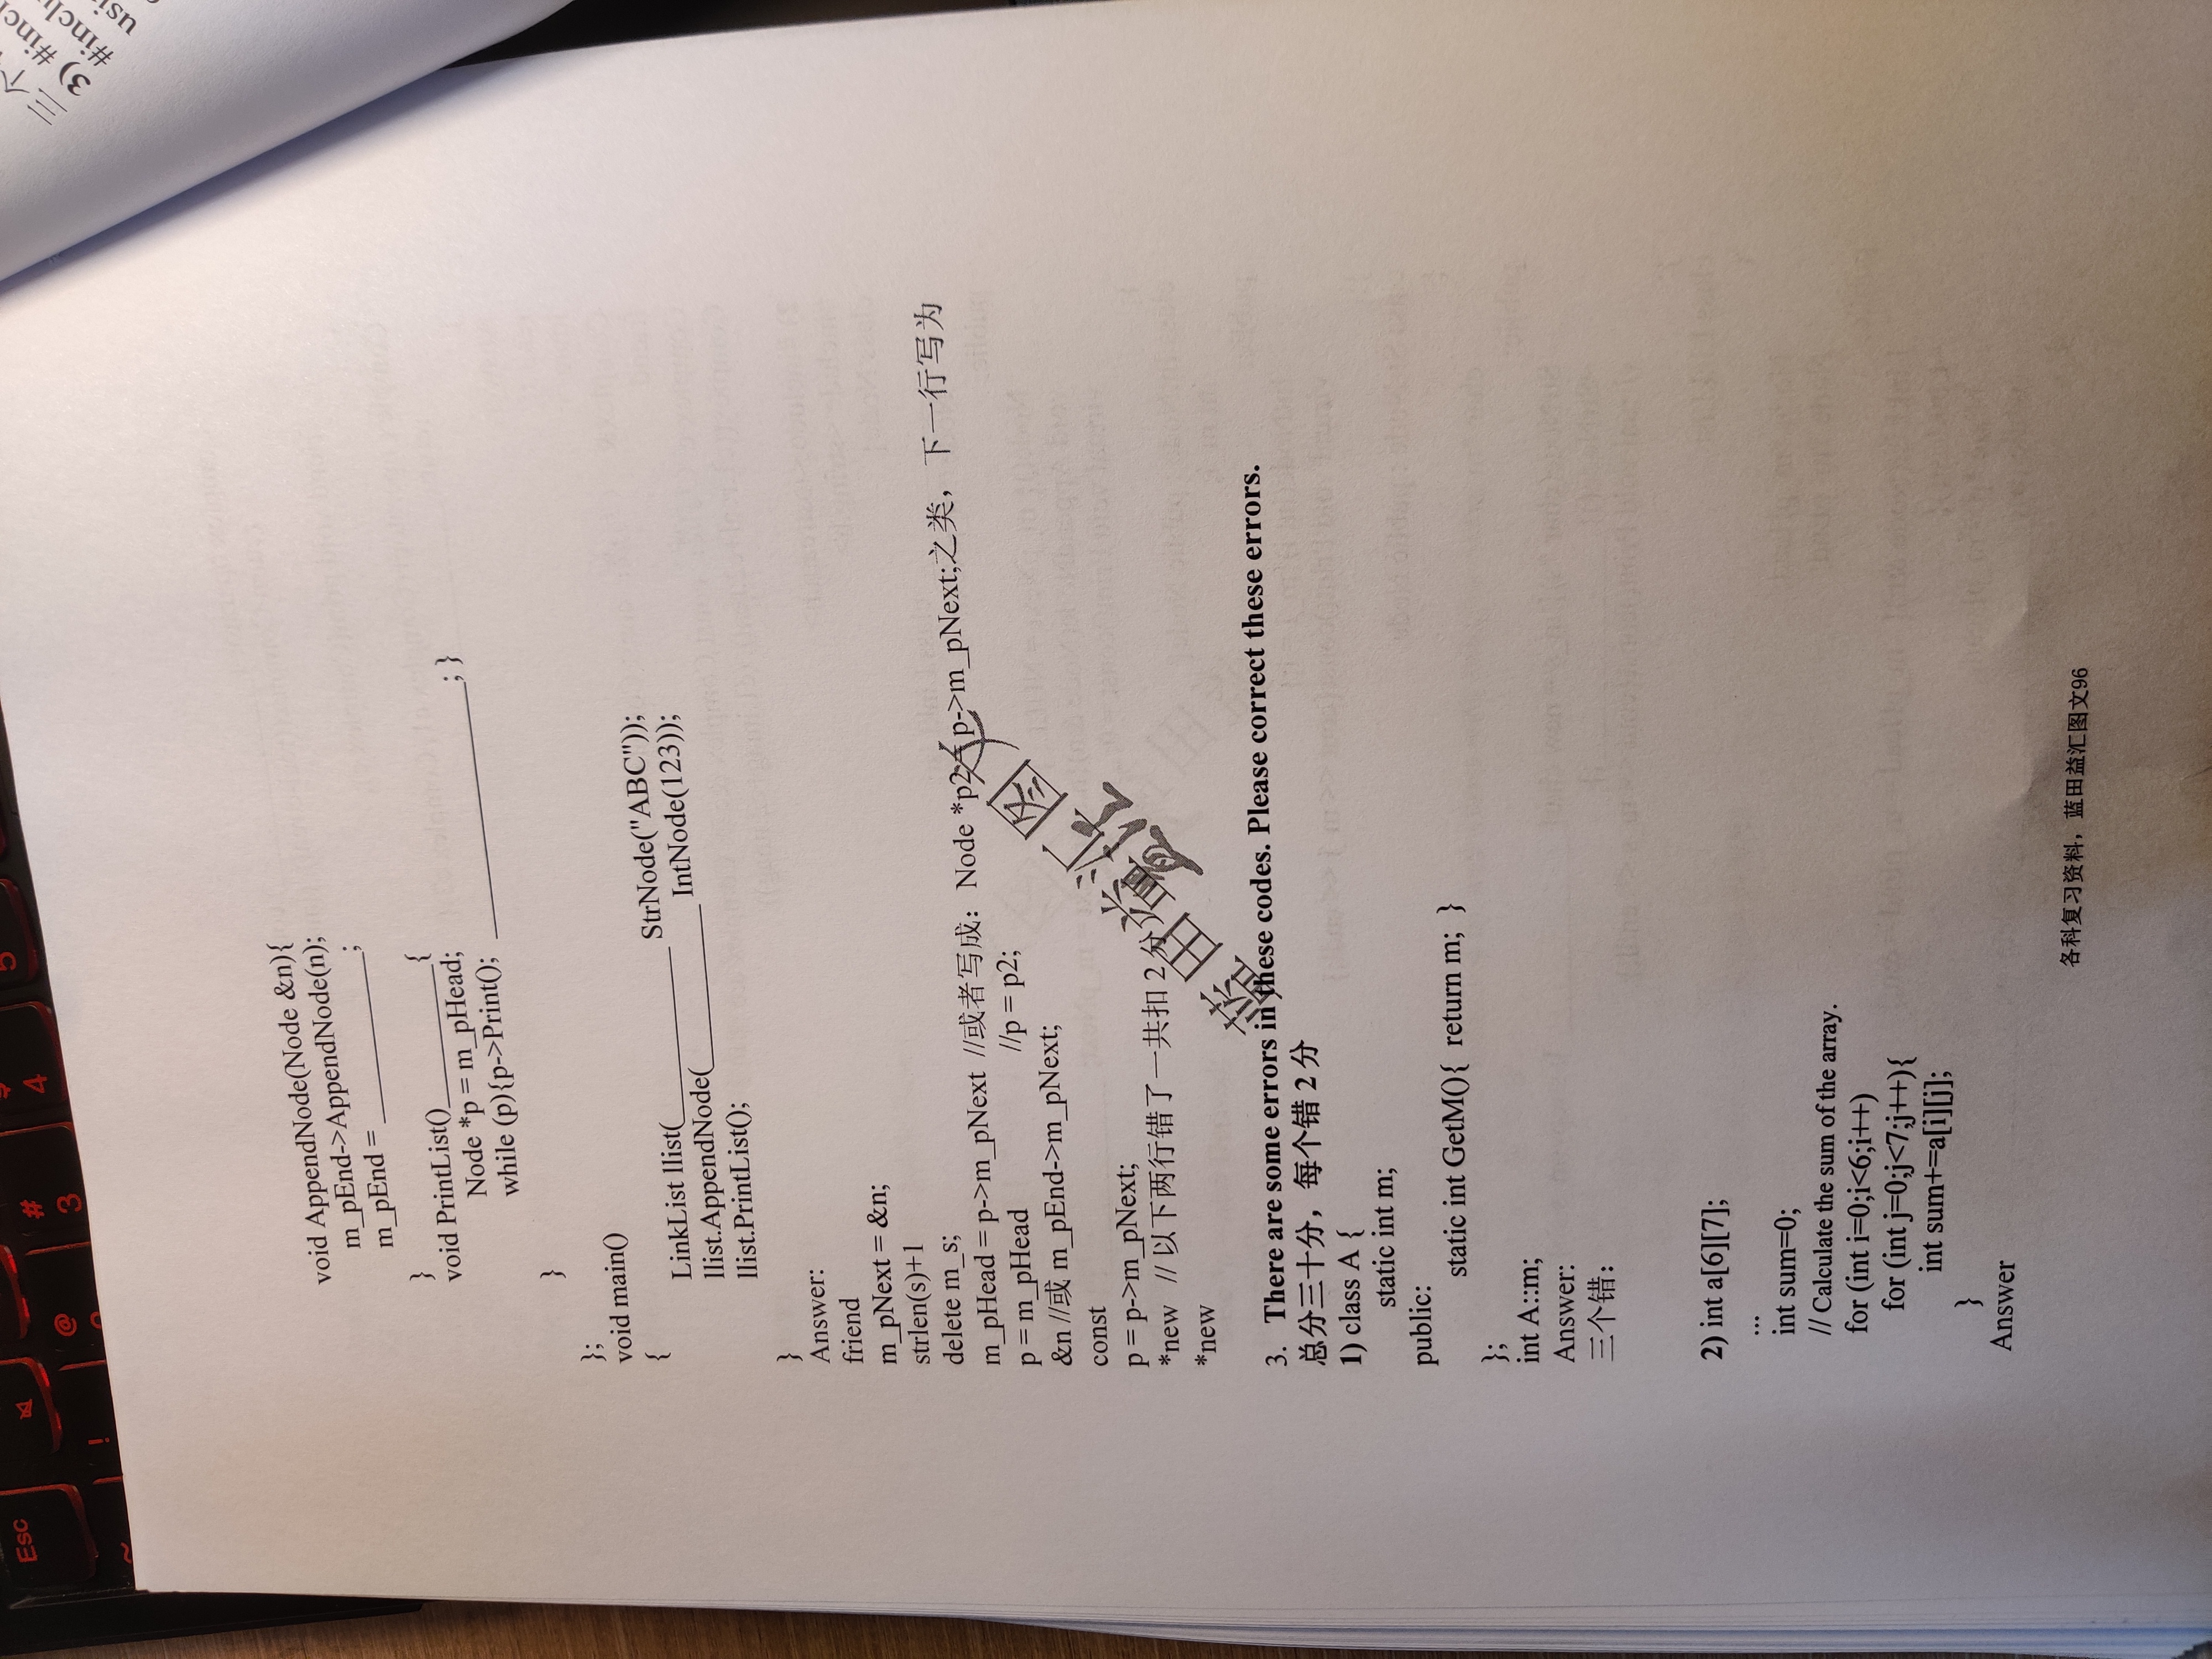 Esc
! @ # 3 $ 4 5
~
三个
3) #incl
#inclu
usi
void AppendNode(Node &n){
m_pEnd->AppendNode(n);
m_pEnd = ____________;
}
void PrintList()__________{
Node *p = m_pHead;
while (p){p->Print(); __________________; }
}
};
void main()
{
LinkList llist(____________ StrNode("ABC"));
llist.AppendNode(____________ IntNode(123));
llist.PrintList();
}
Answer:
friend
m_pNext = &n;
strlen(s)+1
delete m_s;
m_pHead = p->m_pNext //或者写成：Node *p2 = p->m_pNext;之类，下一行写为
p = m_pHead //p = p2;
&n //或 m_pEnd->m_pNext;
const
p = p->m_pNext;
*new // 以下两行错了一共扣 2 分
*new
蓝田益汇图文
3. There are some errors in these codes. Please correct these errors.
总分三十分，每个错 2 分
1) class A {
static int m;
public:
static int GetM(){ return m; }
};
int A::m;
Answer:
三个错：
2) int a[6][7];
...
int sum=0;
// Calculate the sum of the array.
for (int i=0;i<6;i++)
for (int j=0;j<7;j++){
int sum+=a[i][j];
}
Answer
各科复习资料，蓝田益汇图文96